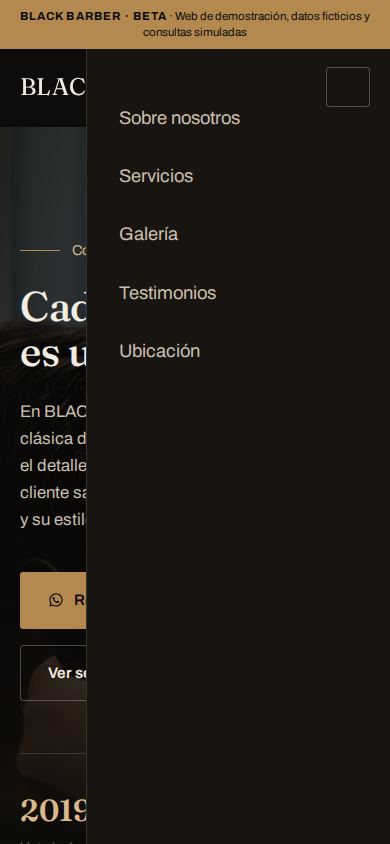 BLACK BARBER · BETA · Web de demostración, datos ficticios y
consultas simuladas
BLAC
Sobre nosotros
Servicios
Galería
Testimonios
Ubicación
Co
Cad
es u
En BLAC
clásica d
el detalle
cliente sa
y su estil
R
Ver se
2019